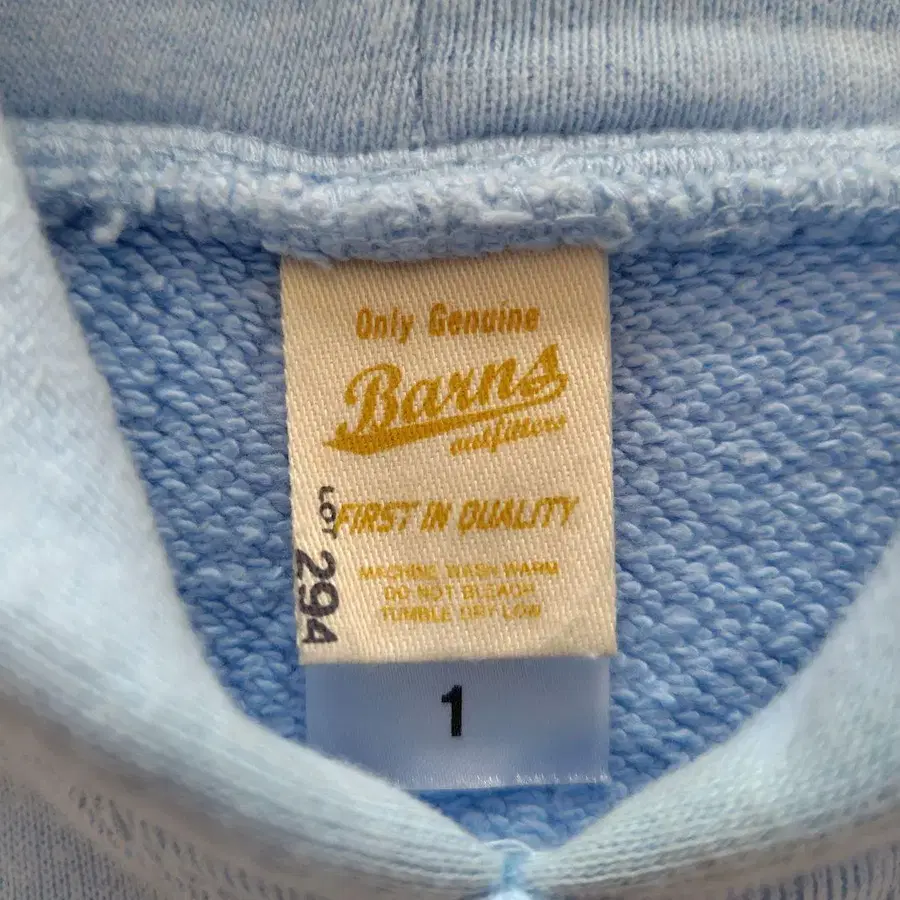 Only Genuine
Barns
outfitters
FIRST IN QUALITY
LOT 294
MACHINE WASH WARM
DO NOT BLEACH
TUMBLE DRY LOW
1